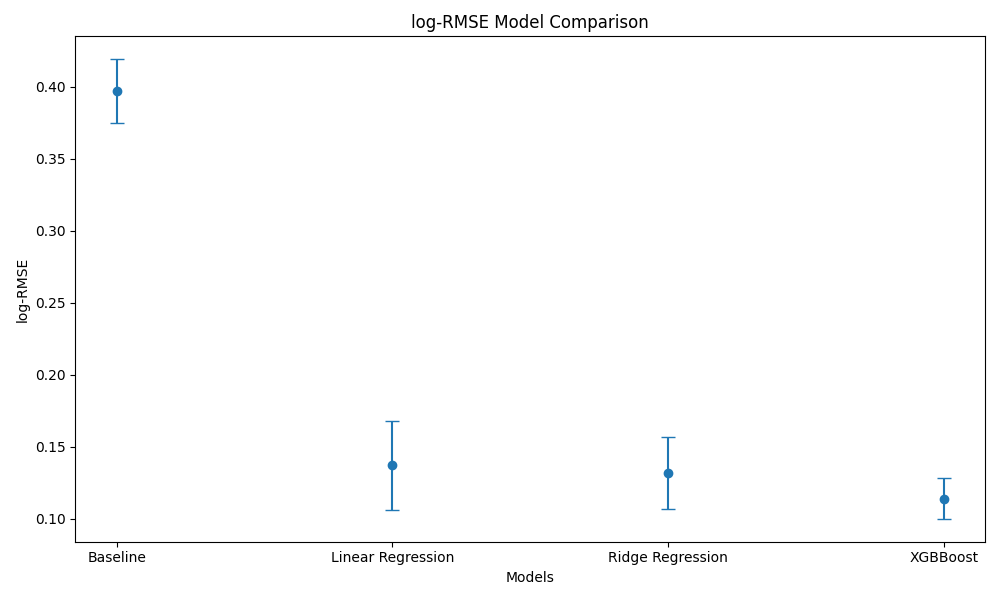 log-RMSE Model Comparison
0.40
0.35
0.30
0.25
0.20
0.15
0.10
log-RMSE
Baseline
Linear Regression
Ridge Regression
XGBBoost
Models